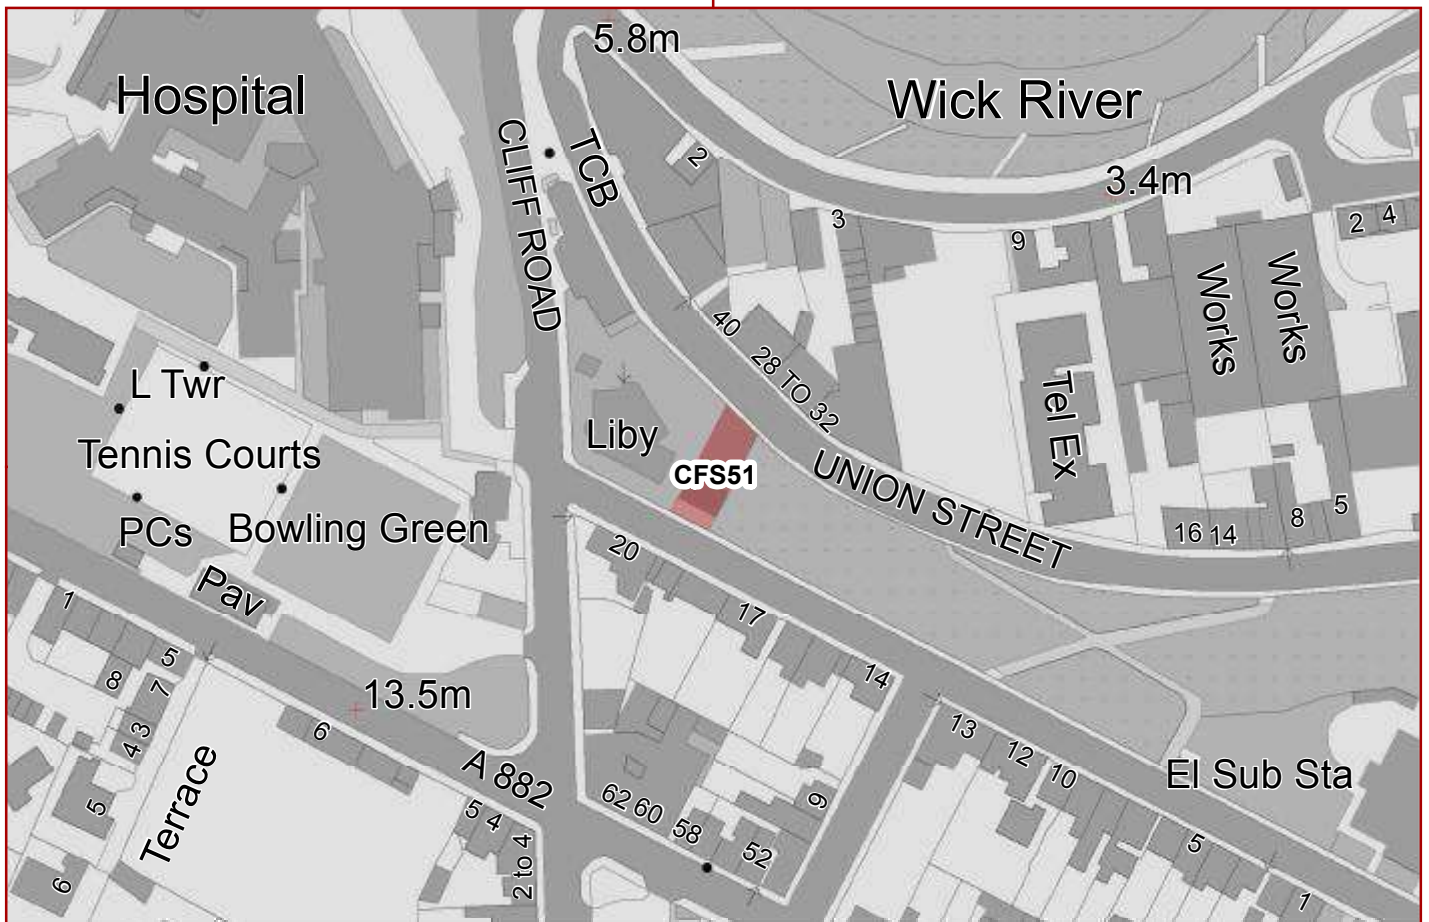 5.8m
Hospital
Wick River
CLIFF ROAD
TCB
2
3.4m
3
9
2
4
Works
Works
40
28 TO 32
L Twr
Tel Ex
Liby
Tennis Courts
CFS51
UNION STREET
PCs
Bowling Green
16
14
8
5
20
Pav
1
17
5
14
8
7
13.5m
3
4
6
13
12
10
A 882
El Sub Sta
Terrace
5
62
60
9
5
4
58
5
52
2 to 4
6
1